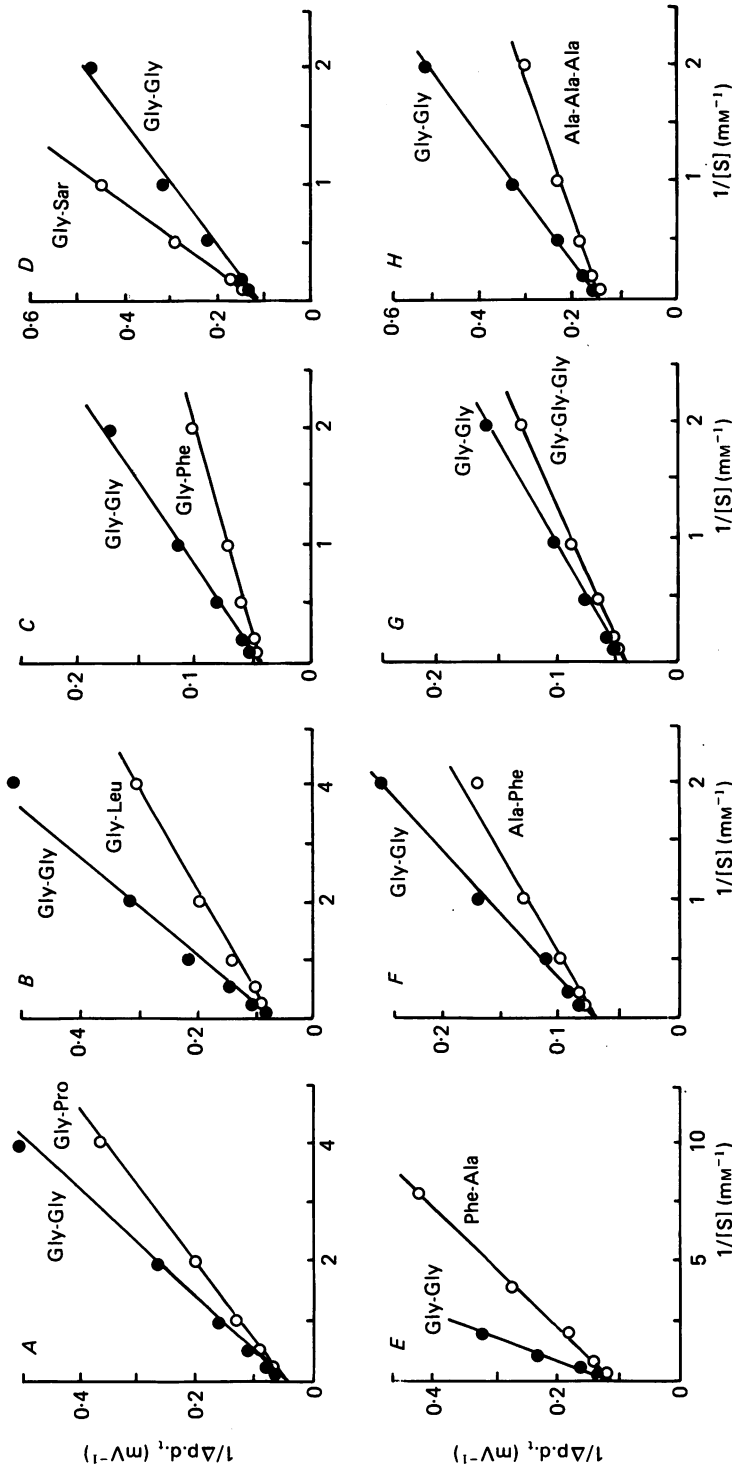 A
Gly-Gly
Gly-Pro
0·4
0·2
0
2
4
B
Gly-Gly
Gly-Leu
0·4
0·2
0
2
4
C
Gly-Gly
Gly-Phe
0·2
0·1
0
1
2
D
Gly-Sar
Gly-Gly
0·6
0·4
0·2
0
1
2
1/Δp.d.t (mV⁻¹)
E
Gly-Gly
Phe-Ala
0·4
0·2
0
5
10
1/[S] (mM⁻¹)
F
Gly-Gly
Ala-Phe
0·2
0·1
0
1
2
1/[S] (mM⁻¹)
G
Gly-Gly
Gly-Gly-Gly
0·2
0·1
0
1
2
1/[S] (mM⁻¹)
H
Gly-Gly
Ala-Ala-Ala
0·6
0·4
0·2
0
1
2
1/[S] (mM⁻¹)
1/Δp.d.t (mV⁻¹)